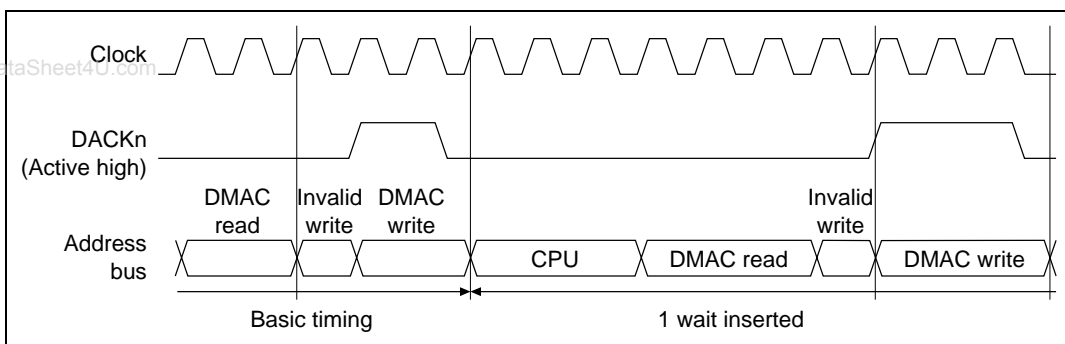 Clock
ataSheet4U.com
DACKn
(Active high)
DMAC
read
Invalid
write
DMAC
write
Invalid
write
Address
bus
CPU
DMAC read
DMAC write
Basic timing
1 wait inserted